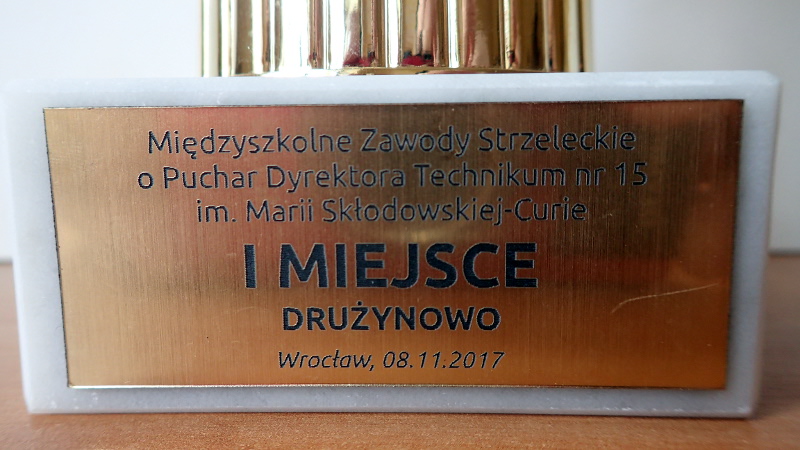 Międzyszkolne Zawody Strzeleckie
o Puchar Dyrektora Technikum nr 15
im. Marii Skłodowskiej-Curie
I MIEJSCE
DRUŻYNOWO
Wrocław, 08.11.2017